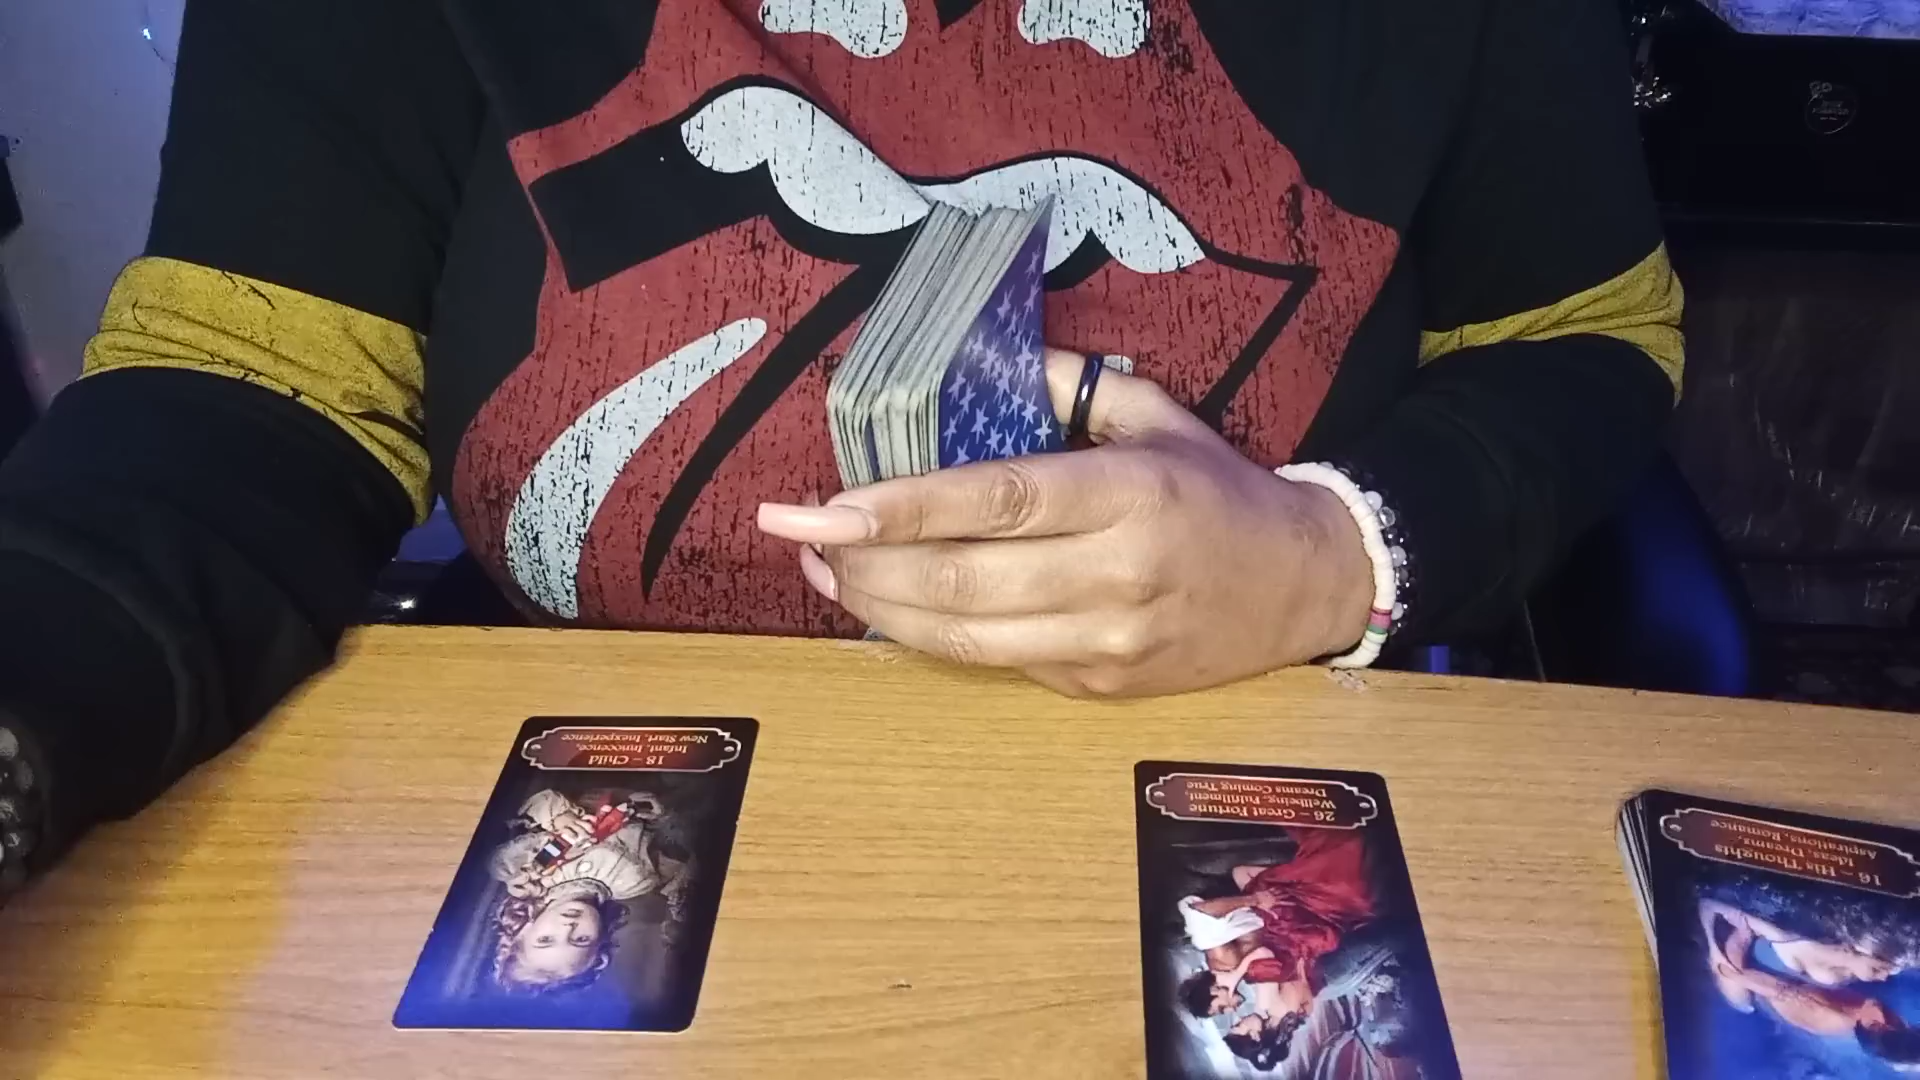 18 – Child
Infant, Innocence,
New Start, Inexperience
26 – Great Fortune
Wellbeing, Fulfillment,
Dreams Coming True
16 – His Thoughts
Ideas, Dreams,
Aspirations, Romance